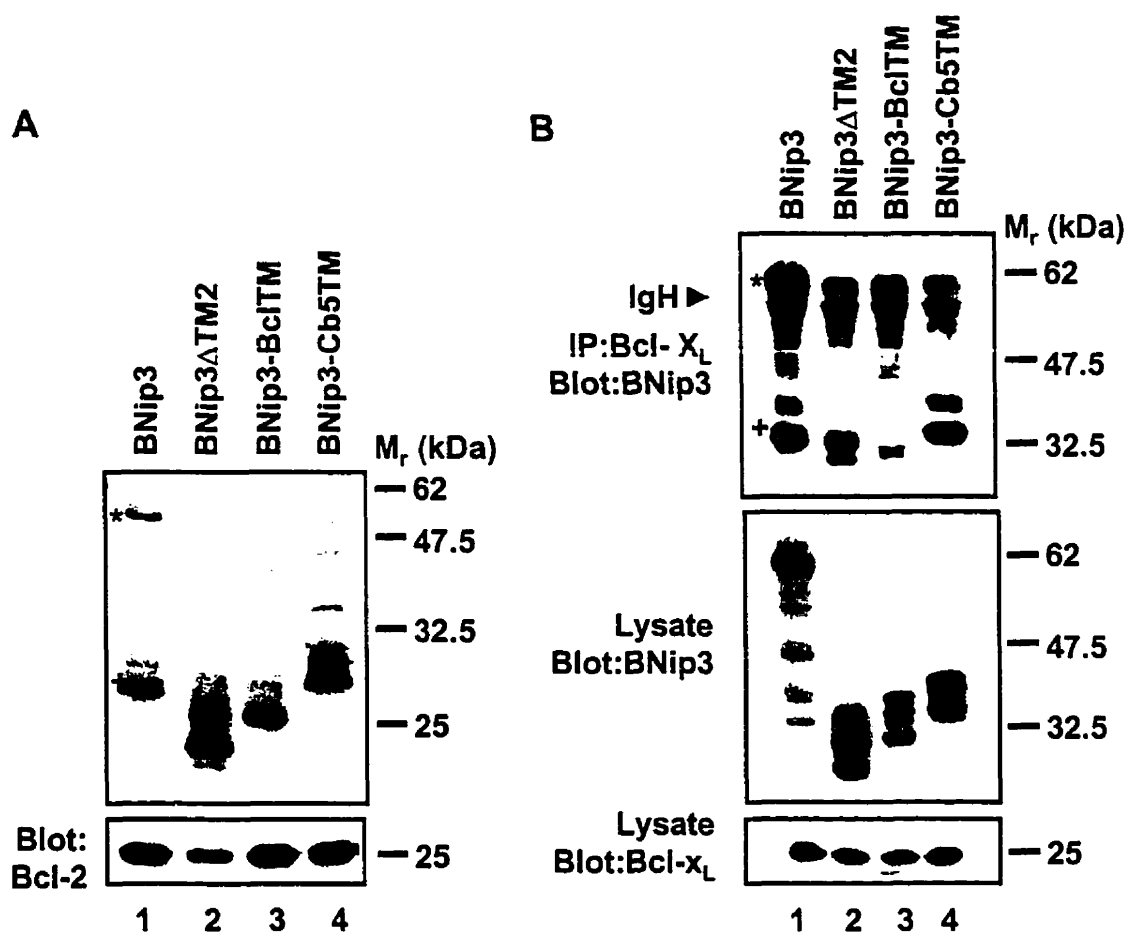 A
BNip3
BNip3ΔTM2
BNip3-BclTM
BNip3-Cb5TM
Mr (kDa)
*
62
47.5
32.5
25
Blot:
Bcl-2
25
1 2 3 4
B
BNip3
BNip3ΔTM2
BNip3-BclTM
BNip3-Cb5TM
Mr (kDa)
IgH ►
IP:Bcl- XL
Blot:BNip3
*
+
62
47.5
32.5
Lysate
Blot:BNip3
62
47.5
32.5
Lysate
Blot:Bcl-xL
25
1 2 3 4